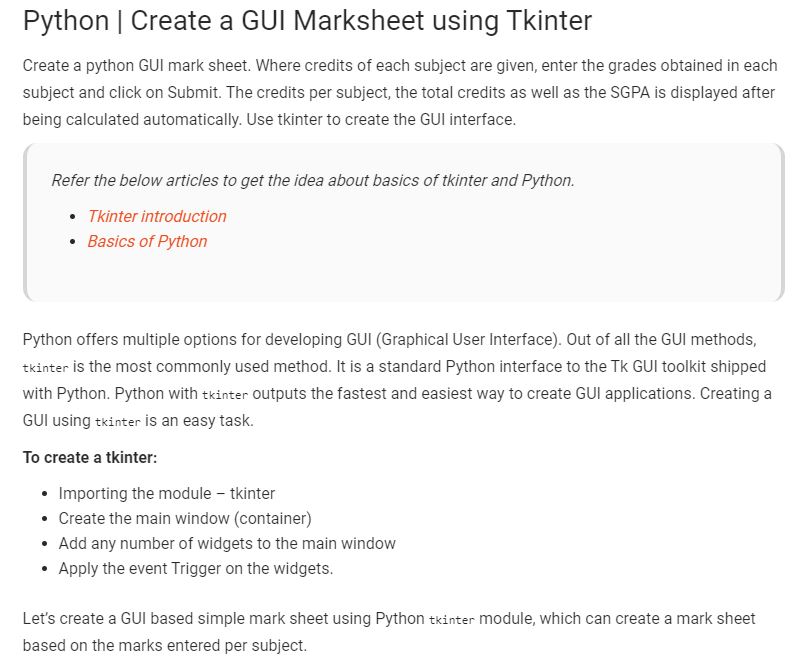 Python | Create a GUI Marksheet using Tkinter
Create a python GUI mark sheet. Where credits of each subject are given, enter the grades obtained in each
subject and click on Submit. The credits per subject, the total credits as well as the SGPA is displayed after
being calculated automatically. Use tkinter to create the GUI interface.
Refer the below articles to get the idea about basics of tkinter and Python.
• Tkinter introduction
• Basics of Python
Python offers multiple options for developing GUI (Graphical User Interface). Out of all the GUI methods,
tkinter is the most commonly used method. It is a standard Python interface to the Tk GUI toolkit shipped
with Python. Python with tkinter outputs the fastest and easiest way to create GUI applications. Creating a
GUI using tkinter is an easy task.
To create a tkinter:
• Importing the module – tkinter
• Create the main window (container)
• Add any number of widgets to the main window
• Apply the event Trigger on the widgets.
Let’s create a GUI based simple mark sheet using Python tkinter module, which can create a mark sheet
based on the marks entered per subject.